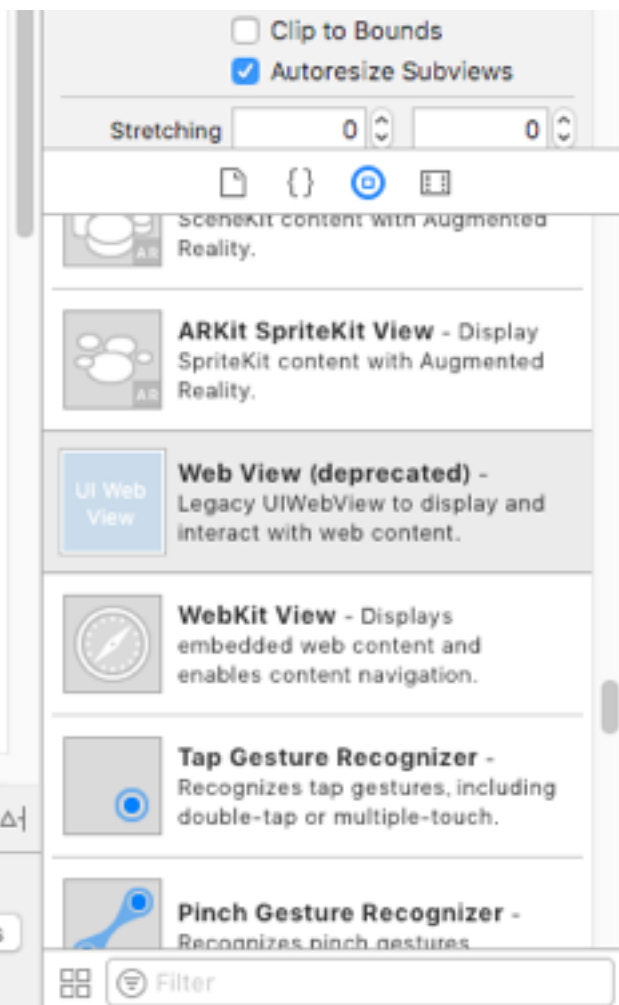 Clip to Bounds
Autoresize Subviews
Stretching 0 0
{}
SceneKit content with Augmented
Reality.
AR
ARKit SpriteKit View - Display
SpriteKit content with Augmented
Reality.
AR
UI Web
View
Web View (deprecated) -
Legacy UIWebView to display and
interact with web content.
WebKit View - Displays
embedded web content and
enables content navigation.
Tap Gesture Recognizer -
Recognizes tap gestures, including
double-tap or multiple-touch.
Pinch Gesture Recognizer -
Recognizes pinch gestures
s
Filter